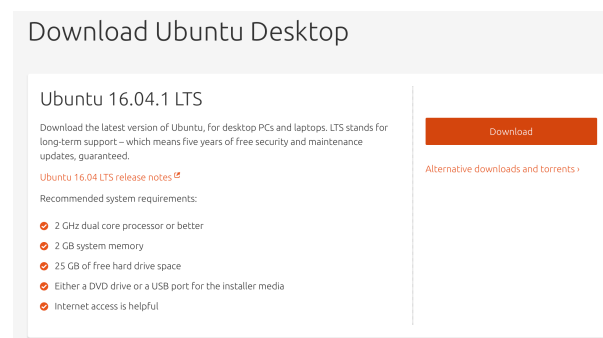 Download Ubuntu Desktop
Ubuntu 16.04.1 LTS
Download the latest version of Ubuntu, for desktop PCs and laptops. LTS stands for
long-term support – which means five years of free security and maintenance
updates, guaranteed.
Ubuntu 16.04 LTS release notes
Recommended system requirements:
2 GHz dual core processor or better
2 GB system memory
25 GB of free hard drive space
Either a DVD drive or a USB port for the installer media
Internet access is helpful
Download
Alternative downloads and torrents ›